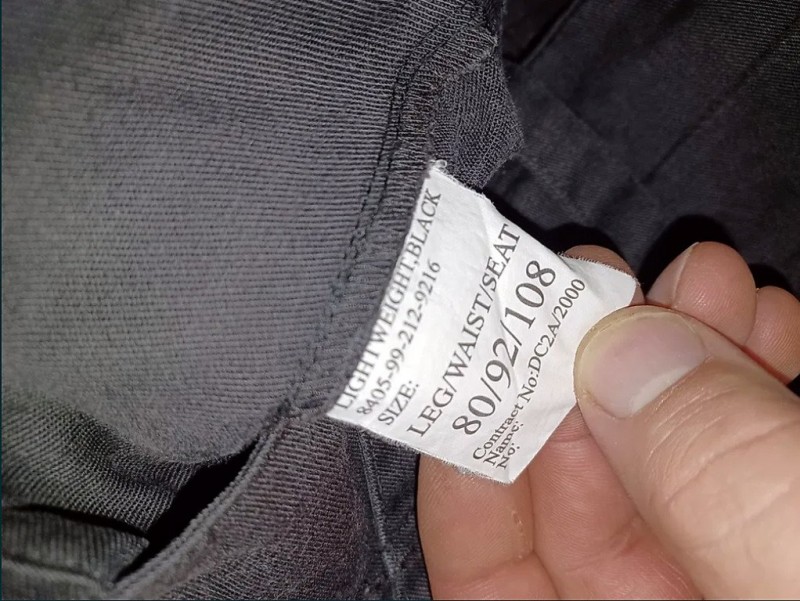 LIGHTWEIGHT.BLACK
8405-99-212-9216
SIZE:
LEG/WAIST/SEAT
80/92/108
Contract No:DC2A/2000
Name:
No: